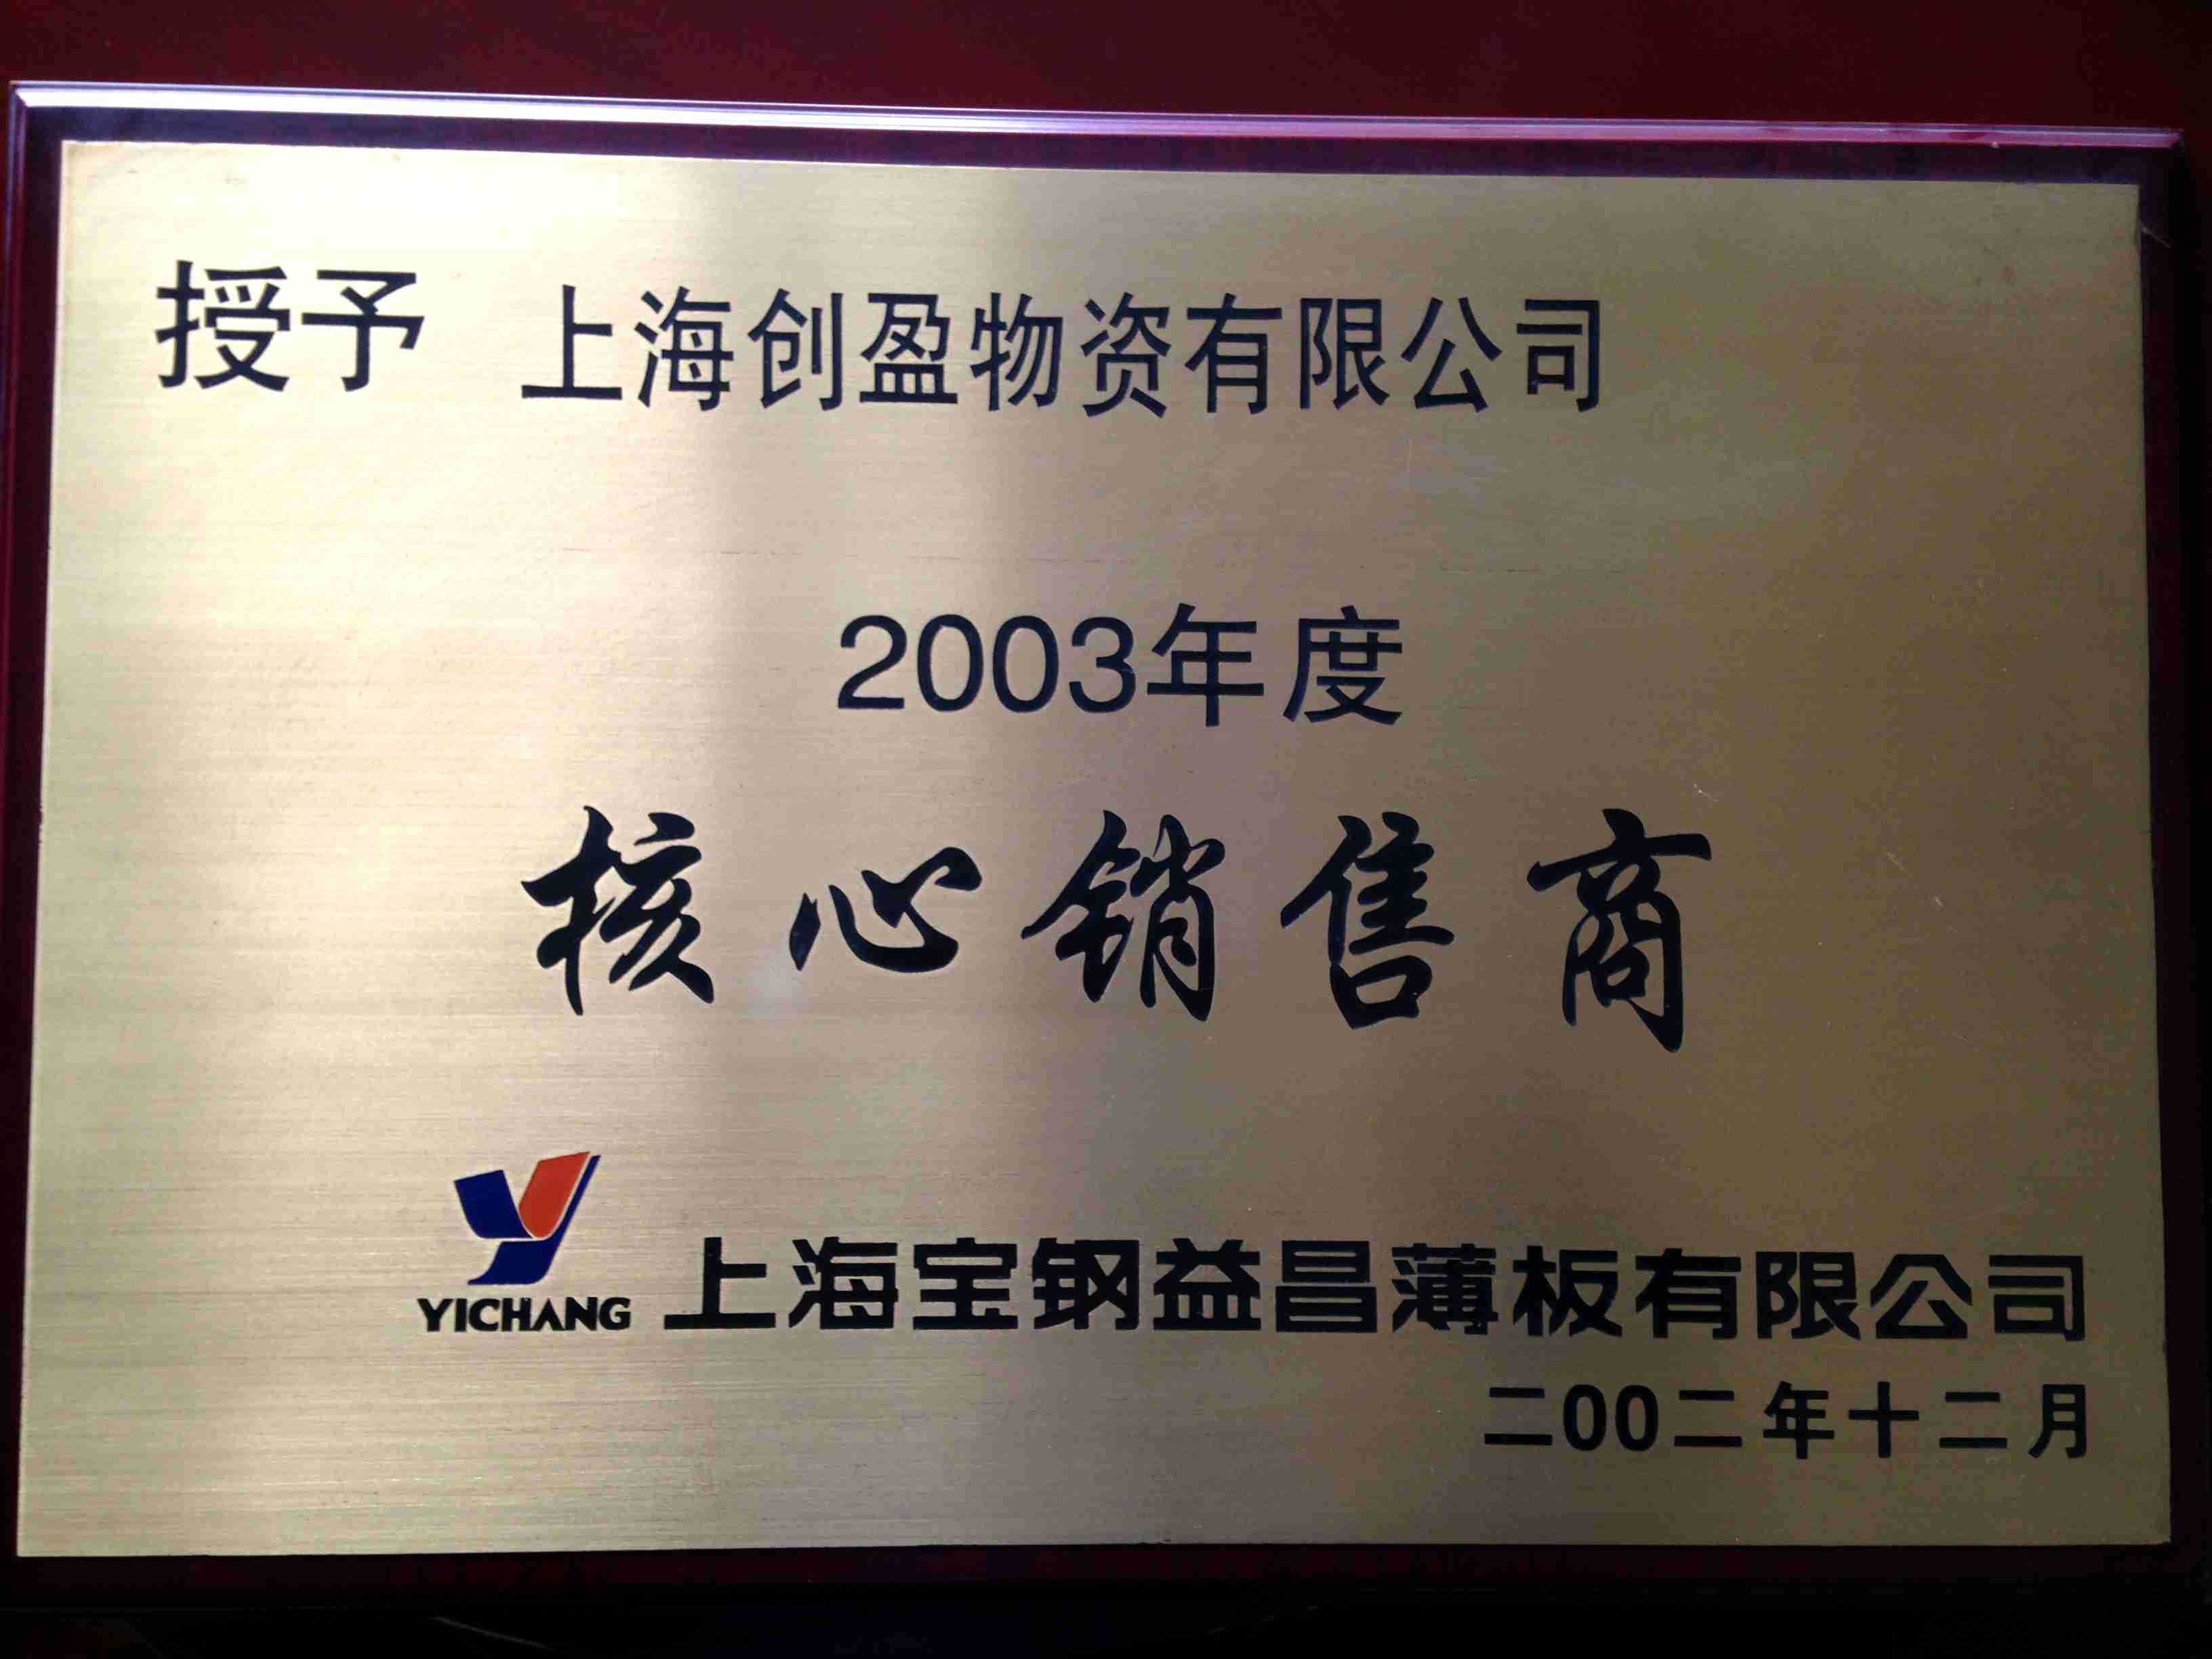 授予 上海创盈物资有限公司
2003年度
核心销售商
YICHANG 上海宝钢益昌薄板有限公司
二00二年十二月